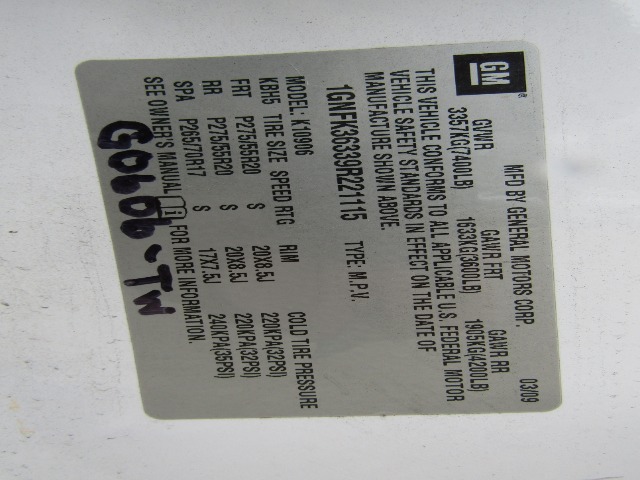 GM
MFD BY GENERAL MOTORS CORP. 03/09
GVWR GAWR FRT GAWR RR
3357KG(7400LB) 1633KG(3600LB) 1905KG(4200LB)
THIS VEHICLE CONFORMS TO ALL APPLICABLE U.S. FEDERAL MOTOR
VEHICLE SAFETY STANDARDS IN EFFECT ON THE DATE OF
MANUFACTURE SHOWN ABOVE.
1GNFK36339R221115 TYPE: M.P.V.
MODEL: K10906
KBH5 TIRE SIZE SPEED RTG RIM COLD TIRE PRESSURE
FRT P275/55R20 S 20X8.5J 220KPA(32PSI)
RR P275/55R20 S 20X8.5J 220KPA(32PSI)
SPA P265/70R17 S 17X7.5J 240KPA(35PSI)
SEE OWNER'S MANUAL FOR MORE INFORMATION.